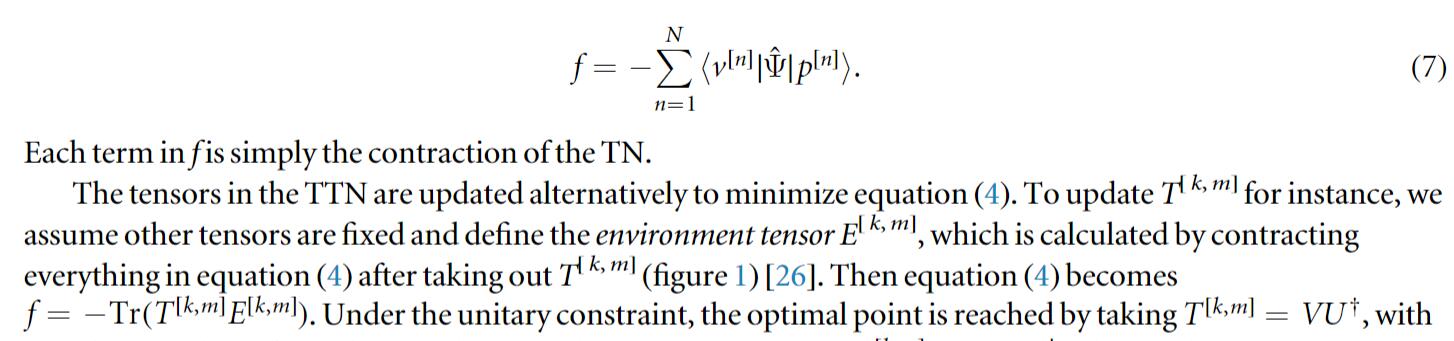 f = −∑_{n=1}^{N} ⟨v^{[n]}|Ψ̂|p^{[n]}⟩. (7)
Each term in f is simply the contraction of the TN.
The tensors in the TTN are updated alternatively to minimize equation (4). To update T^{[k,m]} for instance, we
assume other tensors are fixed and define the environment tensor E^{[k,m]}, which is calculated by contracting
everything in equation (4) after taking out T^{[k,m]} (figure 1) [26]. Then equation (4) becomes
f = −Tr(T^{[k,m]}E^{[k,m]}). Under the unitary constraint, the optimal point is reached by taking T^{[k,m]} = VU^†, with